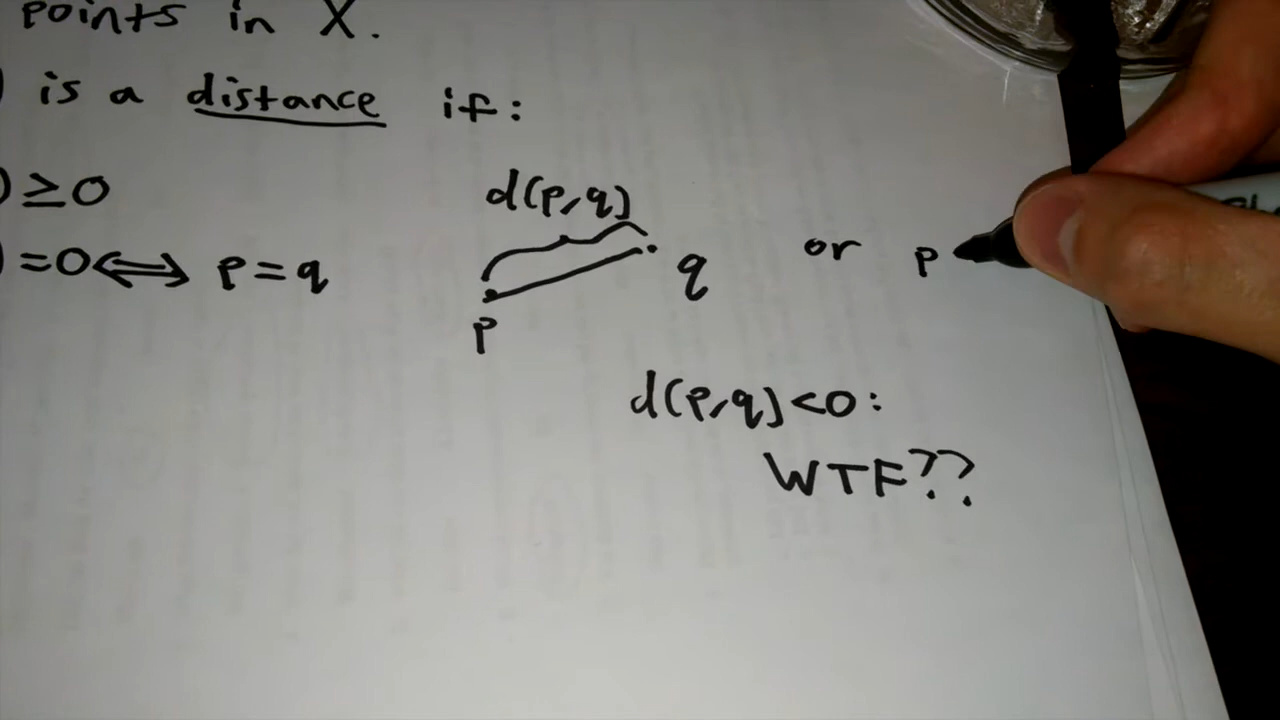 points in X.
) is a distance if:
) ≥ 0
) = 0 ⟺ p = q
d(p,q)
p
q
or p
d(p,q) < 0:
WTF??